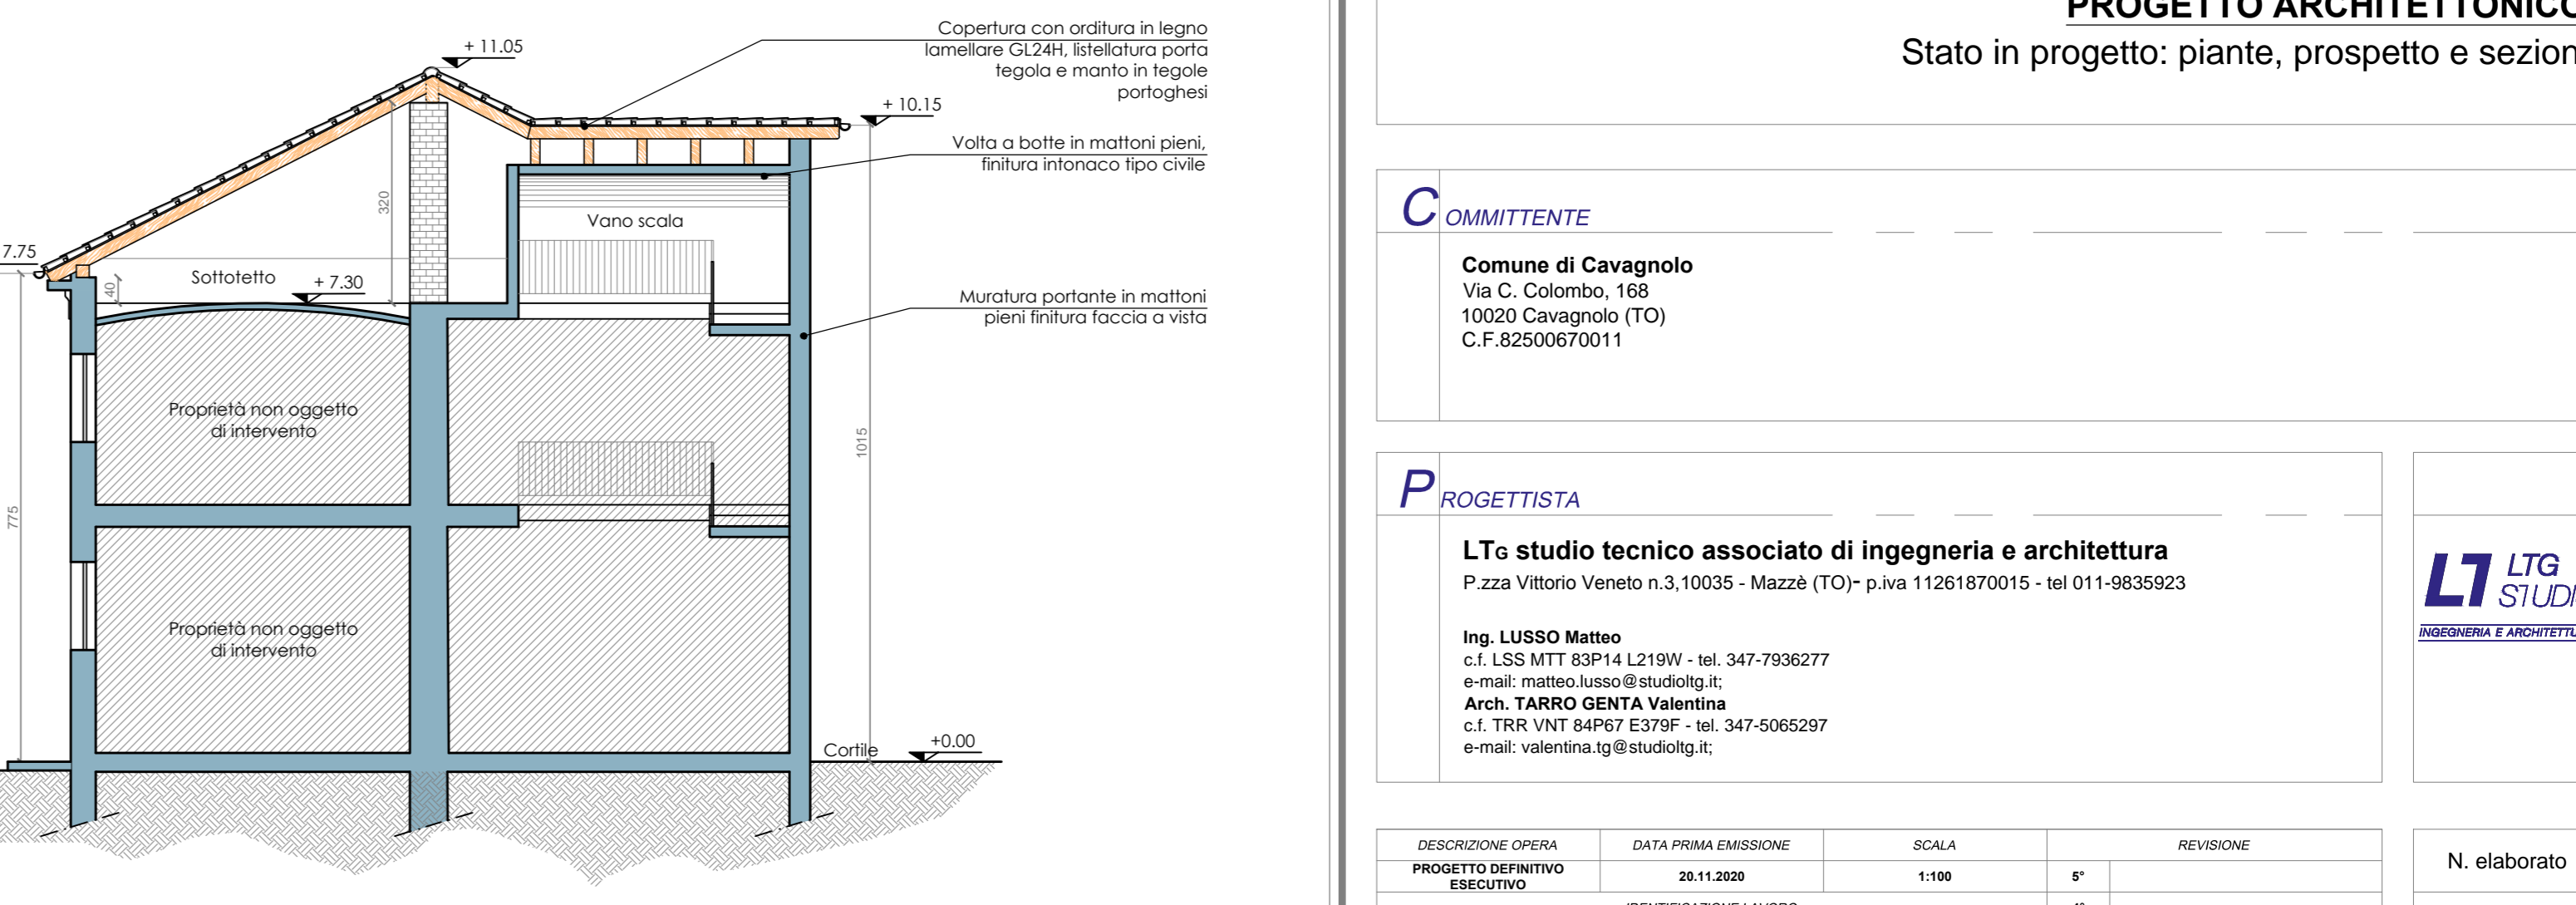 + 11.05
Copertura con orditura in legno
lamellare GL24H, listellatura porta
tegola e manto in tegole
portoghesi
+ 10.15
Volta a botte in mattoni pieni,
finitura intonaco tipo civile
320
Vano scala
7.75
Sottotetto
+ 7.30
40
Muratura portante in mattoni
pieni finitura faccia a vista
Proprietà non oggetto
di intervento
1015
775
Proprietà non oggetto
di intervento
Cortile
+0.00
PROGETTO ARCHITETTONICO
Stato in progetto: piante, prospetto e sezion
COMMITTENTE
Comune di Cavagnolo
Via C. Colombo, 168
10020 Cavagnolo (TO)
C.F.82500670011
PROGETTISTA
LTG studio tecnico associato di ingegneria e architettura
P.zza Vittorio Veneto n.3,10035 - Mazzè (TO)- p.iva 11261870015 - tel 011-9835923
Ing. LUSSO Matteo
c.f. LSS MTT 83P14 L219W - tel. 347-7936277
e-mail: matteo.lusso@studioltg.it;
Arch. TARRO GENTA Valentina
c.f. TRR VNT 84P67 E379F - tel. 347-5065297
e-mail: valentina.tg@studioltg.it;
LTG
STUDI
INGEGNERIA E ARCHITETTU
DESCRIZIONE OPERA
DATA PRIMA EMISSIONE
SCALA
REVISIONE
PROGETTO DEFINITIVO
ESECUTIVO
20.11.2020
1:100
5°
N. elaborato